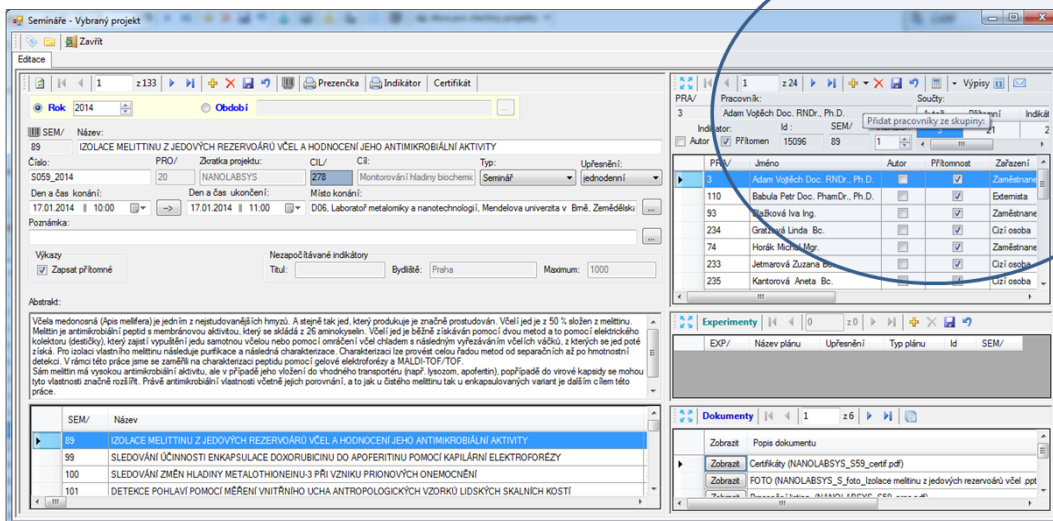 Semináře - Vybraný projekt
Zavřít
Editace
1 z 133 Prezenčka Indikátor Certifikát
Rok 2014 Období ...
SEM/ Název:
89 IZOLACE MELITTINU Z JEDOVÝCH REZERVOÁRŮ VČEL A HODNOCENÍ JEHO ANTIMIKROBIÁLNÍ AKTIVITY
Číslo: PRO/ Zkratka projektu: CIL/ Cíl: Typ: Upřesnění:
S059_2014 20 NANOLABSYS 278 Monitorování hladiny biochemic Seminář jednodenní
Den a čas konání: Den a čas ukončení: Místo konání:
17.01.2014 10:00 --> 17.01.2014 11:00 D06, Laboratoř metalomiky a nanotechnologií, Mendelova univerzita v Brně, Zemědělská ...
Poznámka:
...
Výkazy Nezapočítávané indikátory
Zapsat přítomné Titul: Bydliště: Praha Maximum: 1000
Abstrakt:
Včela medonosná (Apis mellifera) je jedním z nejstudovanějších hmyzů. A stejně tak jed, který produkuje je značně prostudován. Včelí jed je z 50 % složen z melittinu.
Melittin je antimikrobiální peptid s membránovou aktivitou, který se skládá z 26 aminokyselin. Včelí jed je běžně získáván pomocí dvou metod a to pomocí elektrického
kolektoru (destičky), který zajistí vypuštění jedu samotnou včelou nebo pomocí omráčení včel chladem s následným vyřezáváním včelích váčků, z kterých se jed poté
získá. Pro izolaci vlastního melittinu následuje purifikace a následná charakterizace. Charakterizaci lze provést celou řadou metod od separačních až po hmotnostní
detekci. V rámci této práce jsme se zaměřili na charakterizaci peptidu pomocí gelové elektroforézy a MALDI-TOF/TOF.
Sám melittin má vysokou antimikrobiální aktivitu, ale v případě jeho vložení do vhodného transportéru (např. lysozom, apofertin), popřípadě do virové kapsidy se mohou
tyto vlastnosti značně rozšířit. Právě antimikrobiální vlastnosti včetně jejich porovnání, a to jak u čistého melittinu tak u enkapsulovaných variant je dalším cílem této
práce.
SEM/ Název
89 IZOLACE MELITTINU Z JEDOVÝCH REZERVOÁRŮ VČEL A HODNOCENÍ JEHO ANTIMIKROBIÁLNÍ AKTIVITY
99 SLEDOVÁNÍ ÚČINNOSTI ENKAPSULACE DOXORUBICINU DO APOFERITINU POMOCÍ KAPILÁRNÍ ELEKTROFORÉZY
100 SLEDOVÁNÍ ZMĚN HLADINY METALOTHIONEINU-3 PŘI VZNIKU PRIONOVÝCH ONEMOCNĚNÍ
101 DETEKCE POHLAVÍ POMOCÍ MĚŘENÍ VNITŘNÍHO UCHA ANTROPOLOGICKÝCH VZORKŮ LIDSKÝCH SKALNÍCH KOSTÍ
1 z 24 Výpisy
PRA/ Pracovník: Součty:
3 Adam Vojtěch Doc. RNDr., Ph.D.
Přidat pracovníky ze skupiny:
Indikator: Id : SEM/
Autor Přítomen 15096 89 1 21 2
PRA/ Jméno Autor Přítomnost Zařazení
3 Adam Vojtěch Doc. RNDr., Ph.D. Zaměstnane
110 Babula Petr Doc. PharmDr., Ph.D. Externista
93 Blažková Iva Ing. Zaměstnane
234 Gratzová Linda Bc. Cizí osoba
74 Horák Michal Mgr. Zaměstnane
233 Jetmarová Zuzana Cizí osoba
235 Kantorová Aneta Bc. Cizí osoba
Experimenty 0 z 0
EXP/ Název plánu Upřesnění Typ plánu Id SEM/
Dokumenty 1 z 6
Zobrazit Popis dokumentu
Zobrazit Certifikáty (NANOLABSYS_S59_certif.pdf)
Zobrazit FOTO (NANOLABSYS_S_foto_Izolace melitinu z jedových rezervoárů včel .ppt